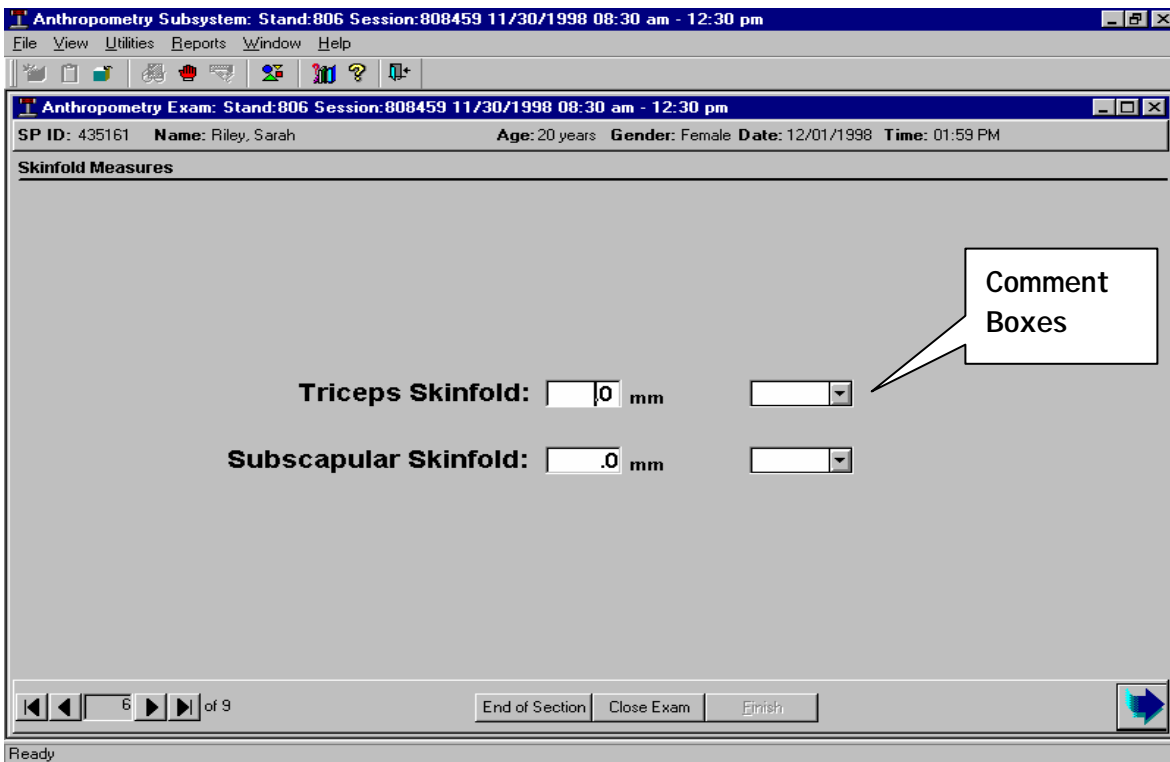 Anthropometry Subsystem: Stand:806 Session:808459 11/30/1998 08:30 am - 12:30 pm
File View Utilities Reports Window Help
Anthropometry Exam: Stand:806 Session:808459 11/30/1998 08:30 am - 12:30 pm
SP ID: 435161 Name: Riley, Sarah Age: 20 years Gender: Female Date: 12/01/1998 Time: 01:59 PM
Skinfold Measures
Comment
Boxes
Triceps Skinfold: .0 mm
Subscapular Skinfold: .0 mm
6 of 9 End of Section Close Exam Finish
Ready